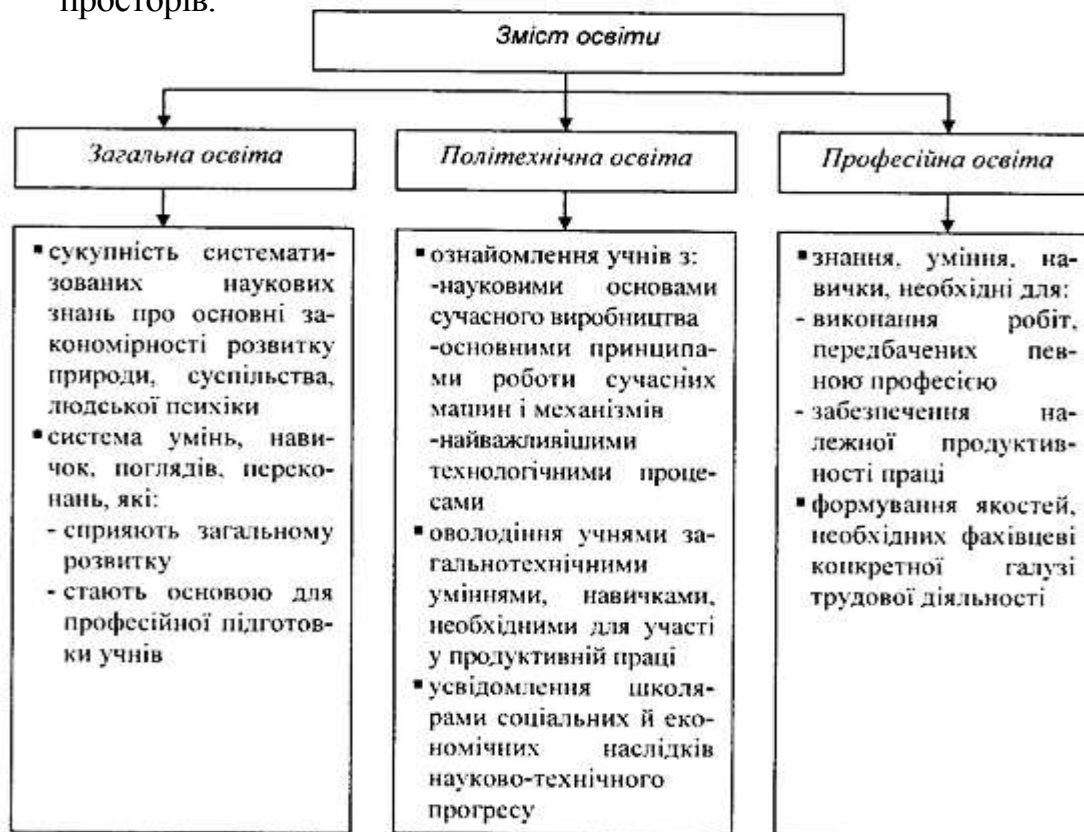 просторів.
Зміст освіти
Загальна освіта
Політехнічна освіта
Професійна освіта
▪ сукупність системати-
зованих наукових
знань про основні за-
кономірності розвитку
природи, суспільства,
людської психіки
▪ система умінь, нави-
чок, поглядів, переко-
нань, які:
- сприяють загальному
розвитку
- стають основою для
професійної підготов-
ки учнів
▪ ознайомлення учнів з:
-науковими основами
сучасного виробництва
-основними принципа-
ми роботи сучасних
машин і механізмів
-найважливішими
технологічними проце-
сами
▪ оволодіння учнями за-
гальнотехнічними
уміннями, навичками,
необхідними для участі
у продуктивній праці
▪ усвідомлення школя-
рами соціальних й еко-
номічних наслідків
науково-технічного
прогресу
▪ знання, уміння, на-
вички, необхідні для:
- виконання робіт,
передбачених пев-
ною професією
- забезпечення на-
лежної продуктив-
ності праці
▪ формування якостей,
необхідних фахівцеві
конкретної галузі
трудової діяльності